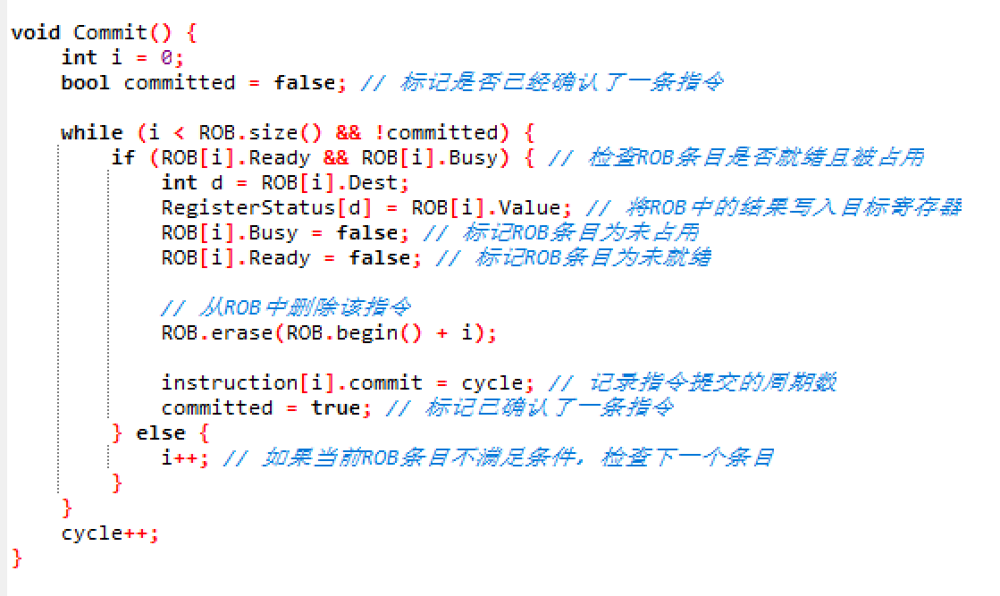 void Commit() {
    int i = 0;
    bool committed = false; // 标记是否已经确认了一条指令
    while (i < ROB.size() && !committed) {
        if (ROB[i].Ready && ROB[i].Busy) { // 检查ROB条目是否就绪且被占用
            int d = ROB[i].Dest;
            RegisterStatus[d] = ROB[i].Value; // 将ROB中的结果写入目标寄存器
            ROB[i].Busy = false; // 标记ROB条目为未占用
            ROB[i].Ready = false; // 标记ROB条目为未就绪
            // 从ROB中删除该指令
            ROB.erase(ROB.begin() + i);
            instruction[i].commit = cycle; // 记录指令提交的周期数
            committed = true; // 标记已确认了一条指令
        } else {
            i++; // 如果当前ROB条目不满足条件，检查下一个条目
        }
    }
    cycle++;
}